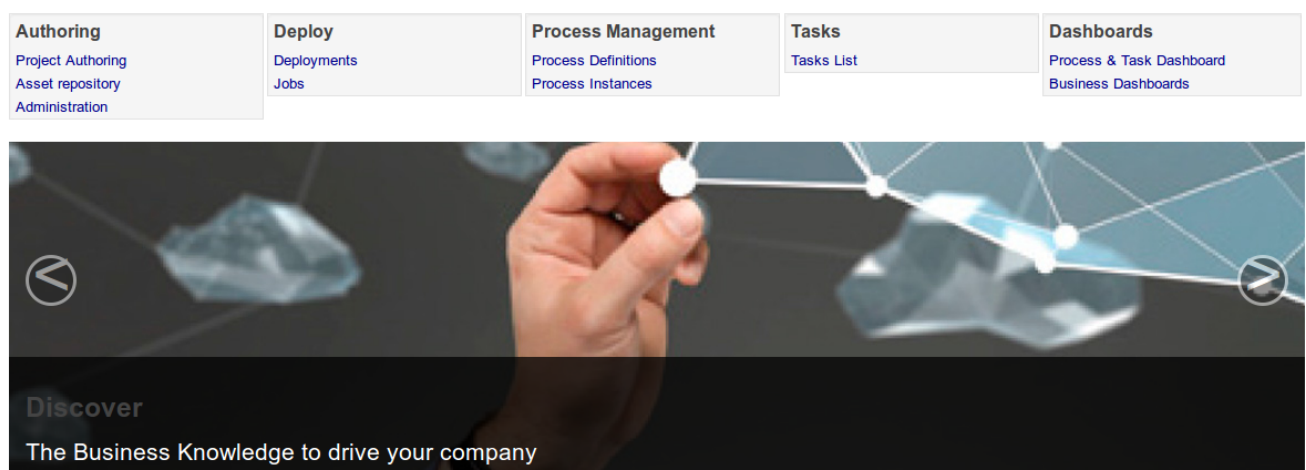 Authoring
Project Authoring
Asset repository
Administration
Deploy
Deployments
Jobs
Process Management
Process Definitions
Process Instances
Tasks
Tasks List
Dashboards
Process & Task Dashboard
Business Dashboards
<
>
Discover
The Business Knowledge to drive your company